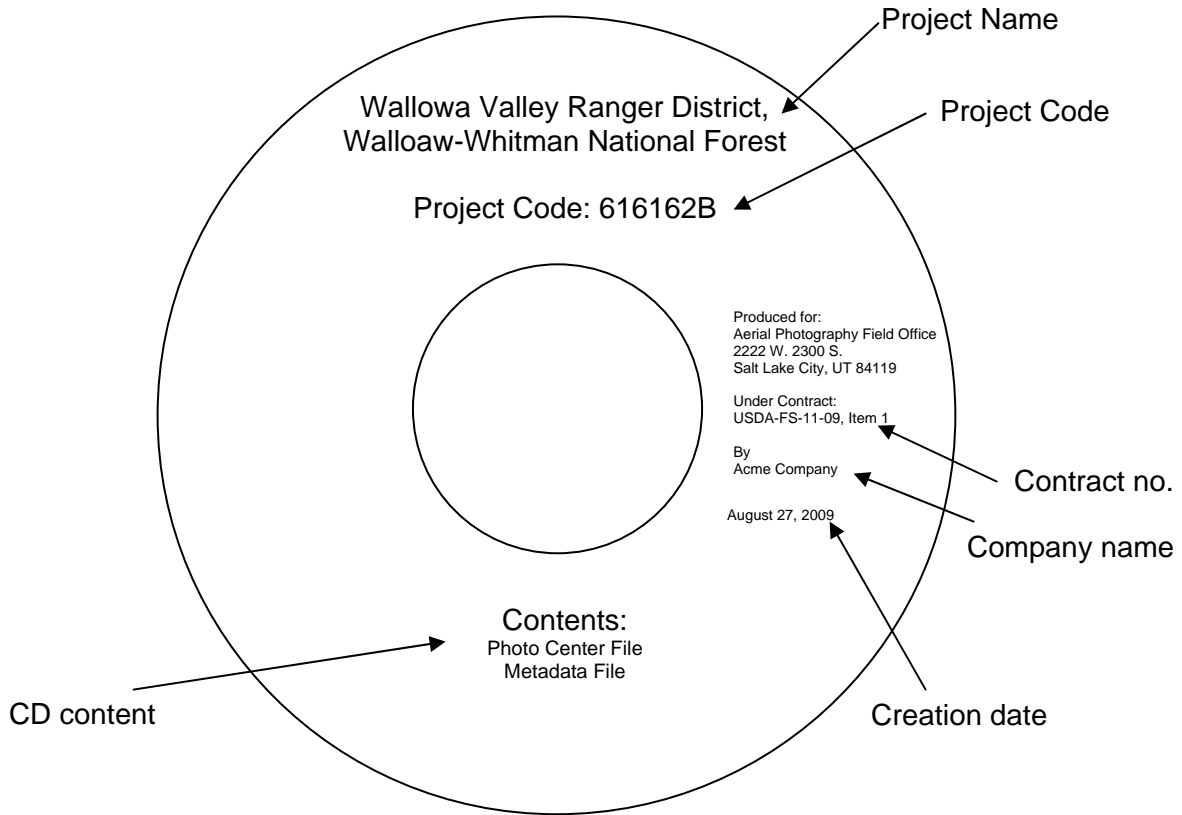 Project Name
Wallowa Valley Ranger District,
Walloaw-Whitman National Forest
Project Code
Project Code: 616162B
Produced for:
Aerial Photography Field Office
2222 W. 2300 S.
Salt Lake City, UT 84119
Under Contract:
USDA-FS-11-09, Item 1
By
Acme Company
August 27, 2009
Contract no.
Company name
Contents:
Photo Center File
Metadata File
CD content
Creation date